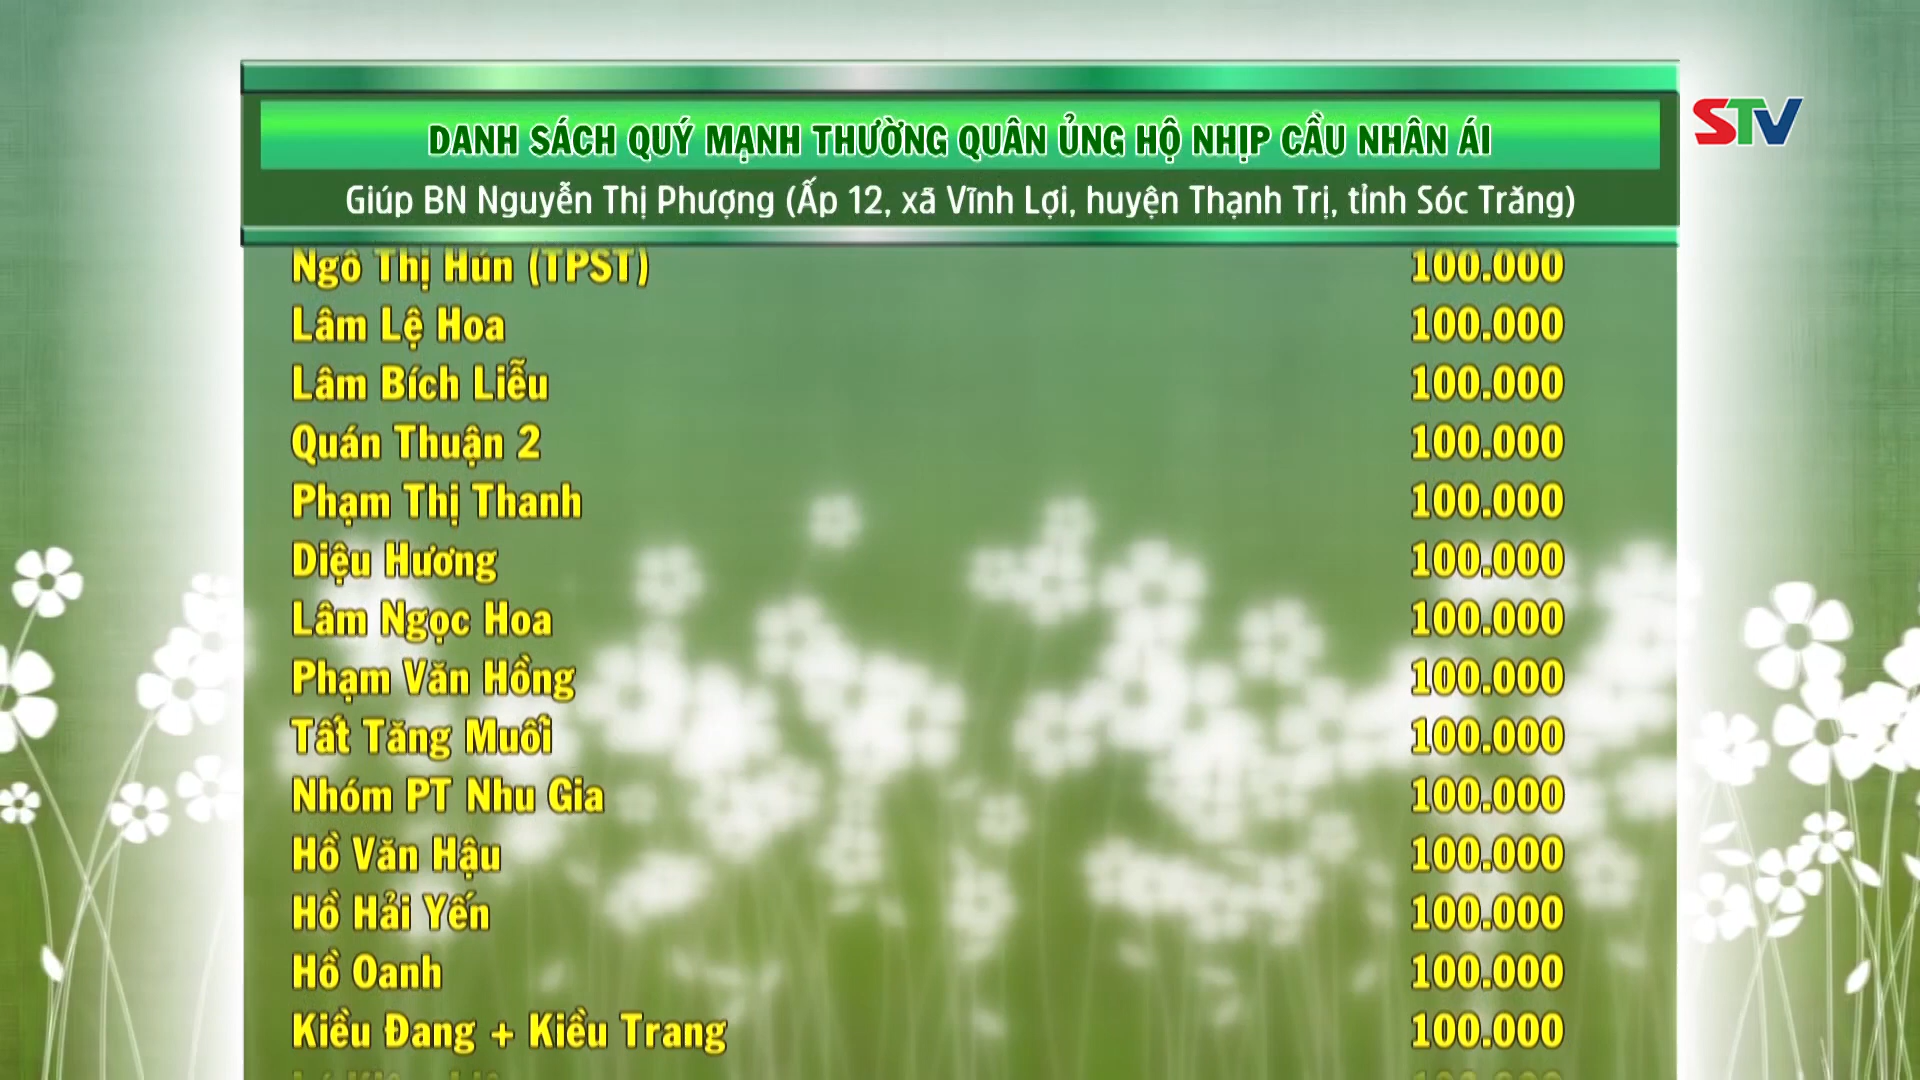 DANH SÁCH QUÝ MẠNH THƯỜNG QUÂN ỦNG HỘ NHỊP CẦU NHÂN ÁI
STV
Giúp BN Nguyễn Thị Phượng (Ấp 12, xã Vĩnh Lợi, huyện Thạnh Trị, tỉnh Sóc Trăng)
Ngô Thị Hún (TPST) 100.000
Lâm Lệ Hoa 100.000
Lâm Bích Liễu 100.000
Quán Thuận 2 100.000
Phạm Thị Thanh 100.000
Diệu Hương 100.000
Lâm Ngọc Hoa 100.000
Phạm Văn Hồng 100.000
Tất Tăng Muối 100.000
Nhóm PT Nhu Gia 100.000
Hồ Văn Hậu 100.000
Hồ Hải Yến 100.000
Hồ Oanh 100.000
Kiều Đang + Kiều Trang 100.000